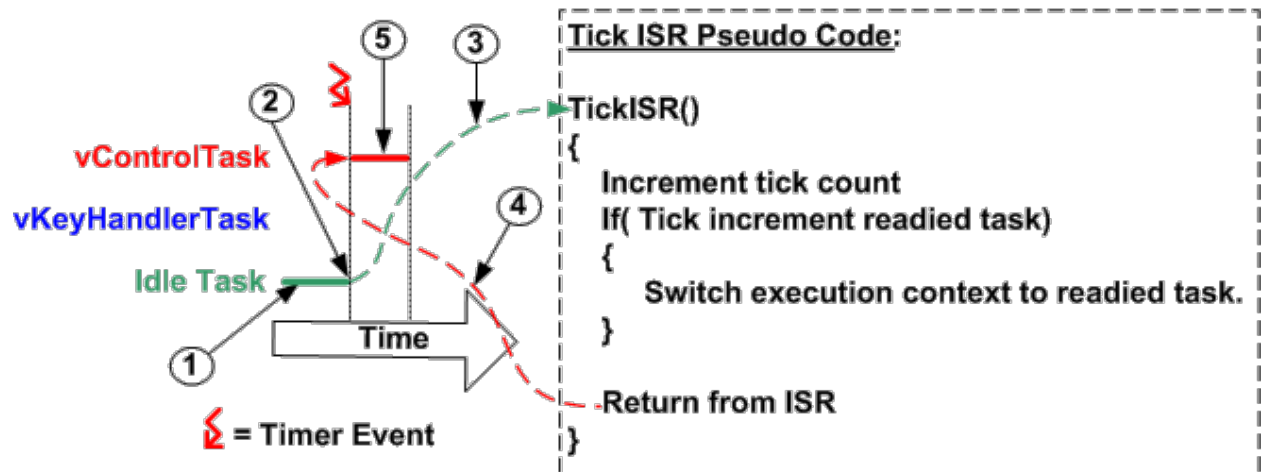 5
3
2
vControlTask
vKeyHandlerTask
4
Idle Task
1
Time
= Timer Event
Tick ISR Pseudo Code:
TickISR()
{
Increment tick count
If( Tick increment readied task)
{
Switch execution context to readied task.
}
Return from ISR
}